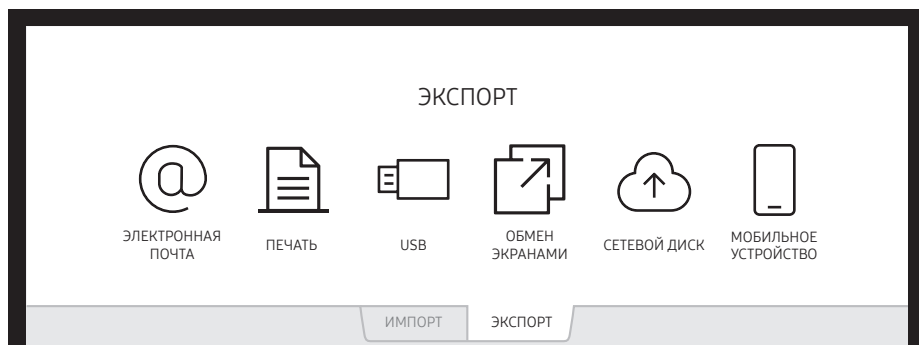 ЭКСПОРТ
ЭЛЕКТРОННАЯ
ПОЧТА
ПЕЧАТЬ
USB
ОБМЕН
ЭКРАНАМИ
СЕТЕВОЙ ДИСК
МОБИЛЬНОЕ
УСТРОЙСТВО
ИМПОРТ
ЭКСПОРТ